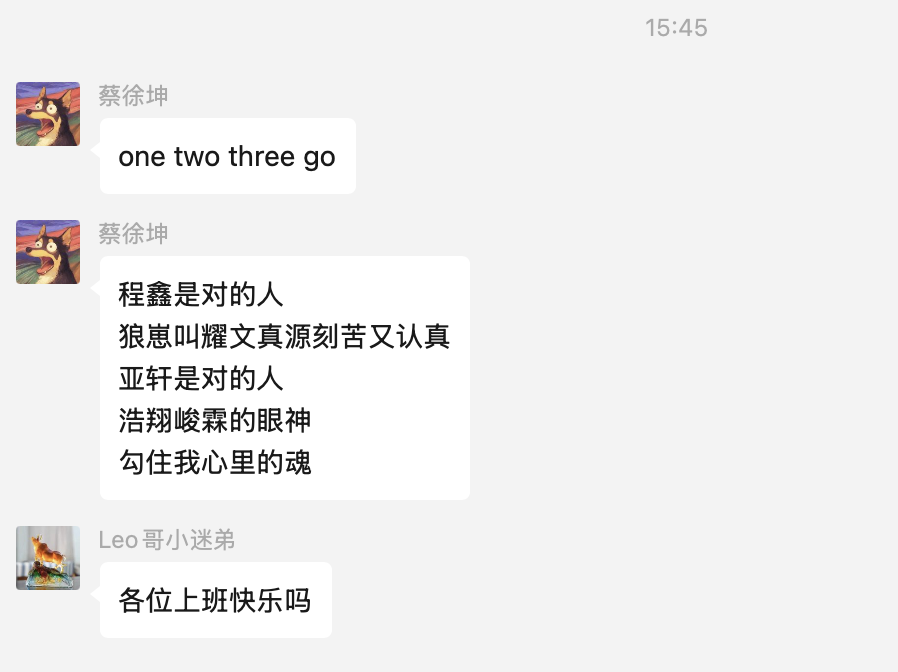 15:45
蔡徐坤
one two three go
蔡徐坤
程鑫是对的人
狼崽叫耀文真源刻苦又认真
亚轩是对的人
浩翔峻霖的眼神
勾住我心里的魂
Leo哥小迷弟
各位上班快乐吗